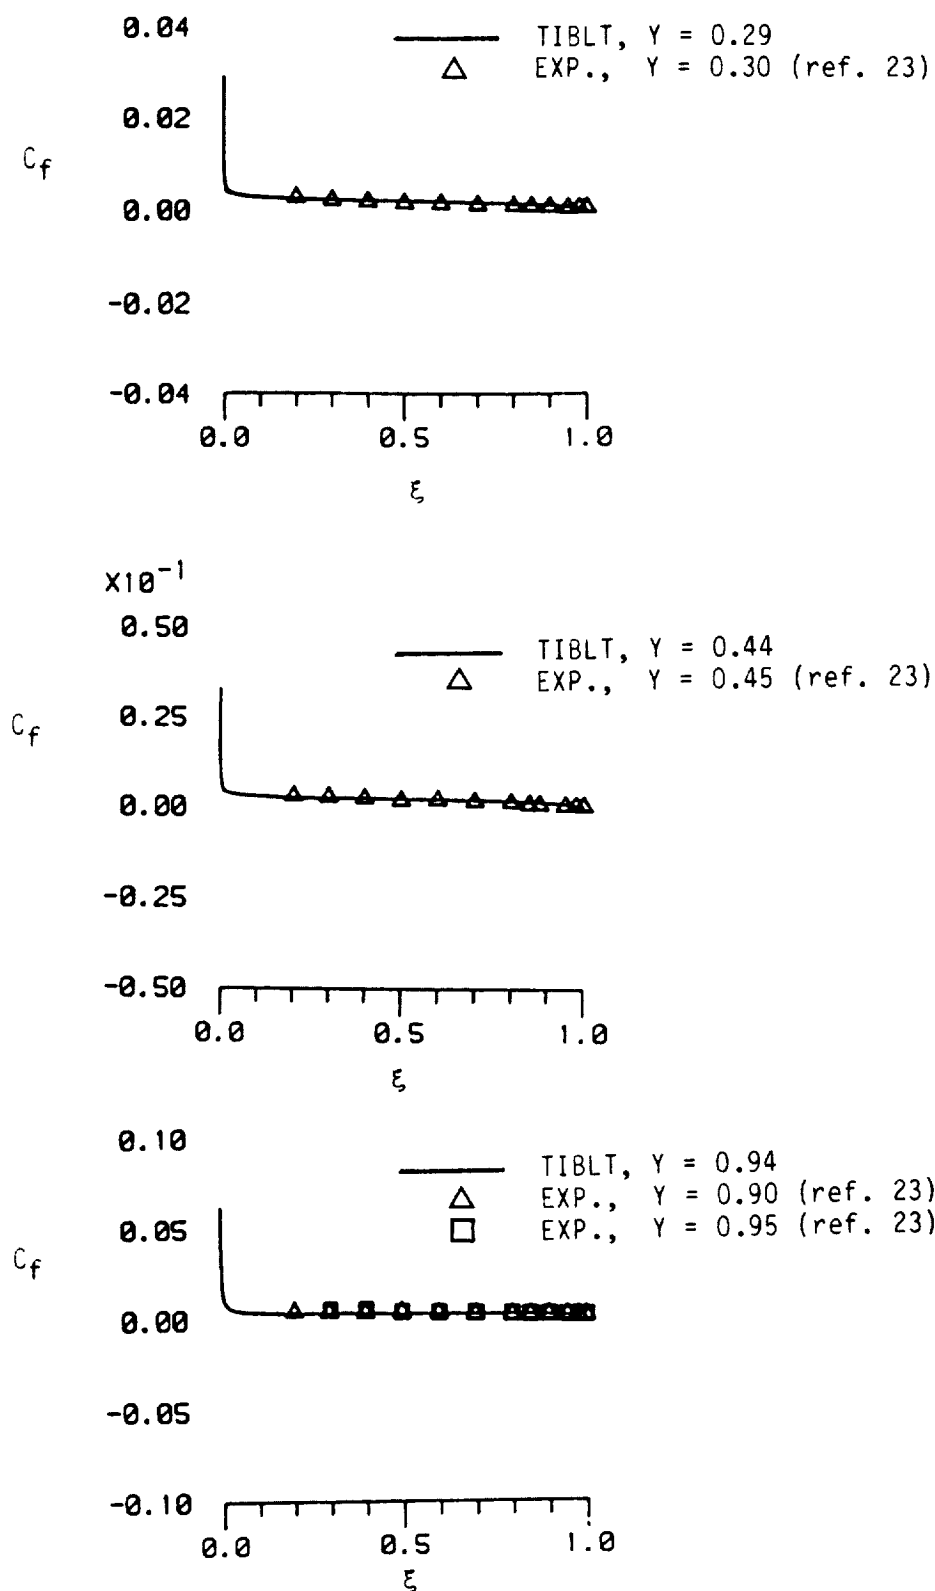 0.04
TIBLT, Y = 0.29
EXP., Y = 0.30 (ref. 23)
0.02
Cf
0.00
-0.02
-0.04
0.0 0.5 1.0
ξ
X10⁻¹
0.50
TIBLT, Y = 0.44
EXP., Y = 0.45 (ref. 23)
0.25
Cf
0.00
-0.25
-0.50
0.0 0.5 1.0
ξ
0.10
TIBLT, Y = 0.94
EXP., Y = 0.90 (ref. 23)
EXP., Y = 0.95 (ref. 23)
0.05
Cf
0.00
-0.05
-0.10
0.0 0.5 1.0
ξ